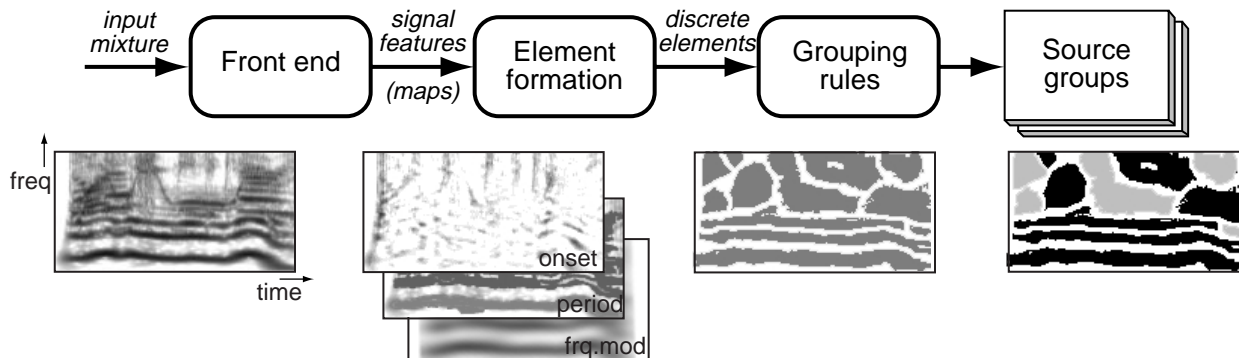 input
mixture
Front end
signal
features
(maps)
Element
formation
discrete
elements
Grouping
rules
Source
groups
freq
time
onset
period
frq.mod